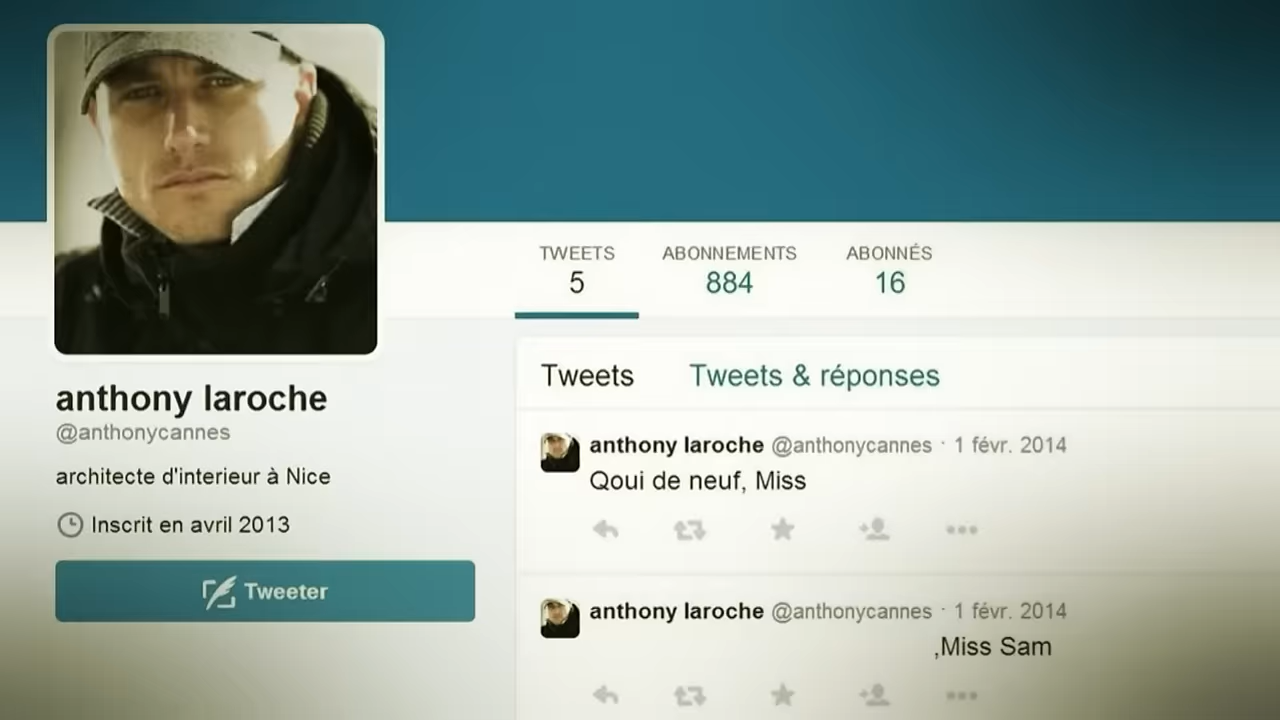 TWEETS ABONNEMENTS ABONNÉS
5 884 16
anthony laroche
@anthonycannes
architecte d'interieur à Nice
Inscrit en avril 2013
Tweeter
Tweets Tweets & réponses
anthony laroche @anthonycannes · 1 févr. 2014
Qoui de neuf, Miss
anthony laroche @anthonycannes · 1 févr. 2014
,Miss Sam